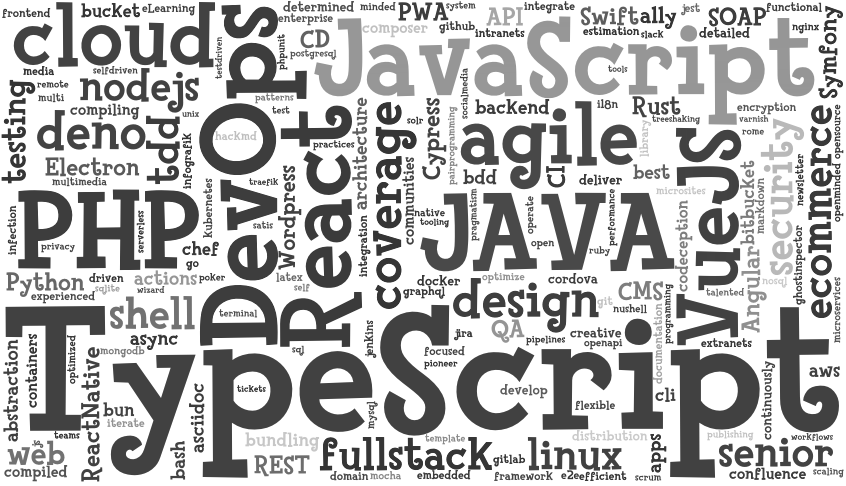 frontend
bucket
eLearning
determined
minded
PWA
system
API
integrate
Swift
ally
jest
SOAP
functional
cloud
enterprise
composer
github
intranets
estimation
slack
detailed
nginx
Symfony
testdriven
DevOps
phpunit
CD
postgresql
JavaScript
tools
media
selfdriven
remote
nodejs
multi
compiling
unix
patterns
test
testing
deno
tdd
infografik
hackmd
React
practices
architecture
coverage
solr
Cypress
socialmedia
pairprogramming
backend
i18n
Rust
treeshaking
encryption
varnish
rome
agile
library
ecommerce
opensource
openminded
Electron
multimedia
kubernetes
traefik
Wordpress
communities
bdd
CI
deliver
best
microsites
VueJS
security
newsletter
PHP
infection
privacy
serverless
chef
go
satis
integration
native
tooling
JAVA
pragmatism
operate
open
ruby
performance
codeception
Angular
bitbucket
markdown
ghostinspector
nosql
microservices
Python
driven
actions
poker
experienced
sqlite
wizard
latex
self
docker
graphql
optimize
cordova
design
git
CMS
nushell
programming
talented
TypeScript
shell
async
terminal
sql
jenkins
jira
QA
pipelines
creative
openapi
documentation
extranets
abstraction
containers
optimized
mongodb
ReactNative
focused
pioneer
continuously
aws
bun
iterate
asciidoc
tickets
mysql
develop
flexible
cli
teams
js
web
compiled
bash
bundling
REST
fullstack
template
domain
mocha
embedded
gitlab
linux
framework
e2e
efficient
distribution
apps
scrum
publishing
senior
workflows
confluence
scaling